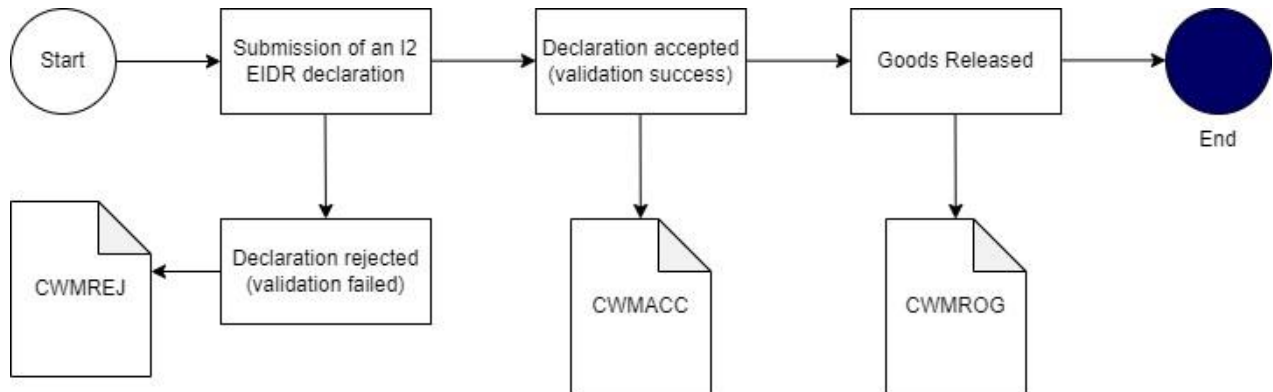 Start
Submission of an I2
EIDR declaration
Declaration accepted
(validation success)
Goods Released
End
CWMREJ
Declaration rejected
(validation failed)
CWMACC
CWMROG